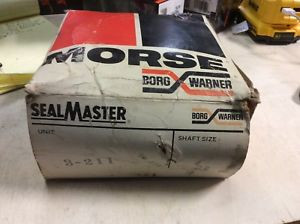 MORSE
BORG WARNER
SEALMASTER
BORG WARNER
UNIT
SHAFT SIZE
3-211